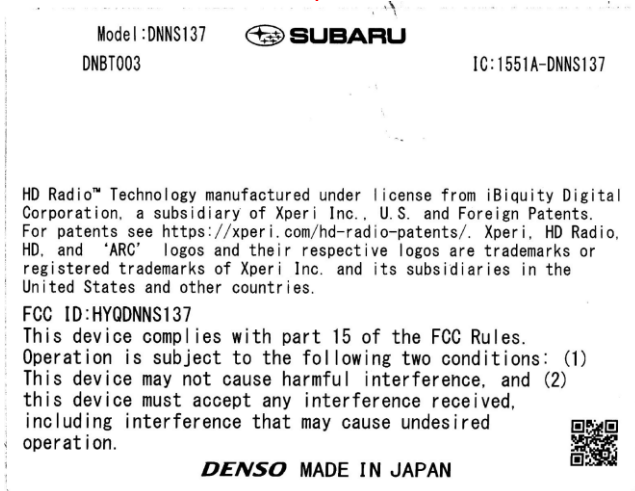 Model:DNNS137 SUBARU
DNBT003 IC:1551A-DNNS137
HD Radio™ Technology manufactured under license from iBiquity Digital
Corporation, a subsidiary of Xperi Inc., U.S. and Foreign Patents.
For patents see https://xperi.com/hd-radio-patents/. Xperi, HD Radio,
HD, and ‘ARC’ logos and their respective logos are trademarks or
registered trademarks of Xperi Inc. and its subsidiaries in the
United States and other countries.
FCC ID:HYQDNNS137
This device complies with part 15 of the FCC Rules.
Operation is subject to the following two conditions: (1)
This device may not cause harmful interference, and (2)
this device must accept any interference received,
including interference that may cause undesired
operation.
DENSO MADE IN JAPAN